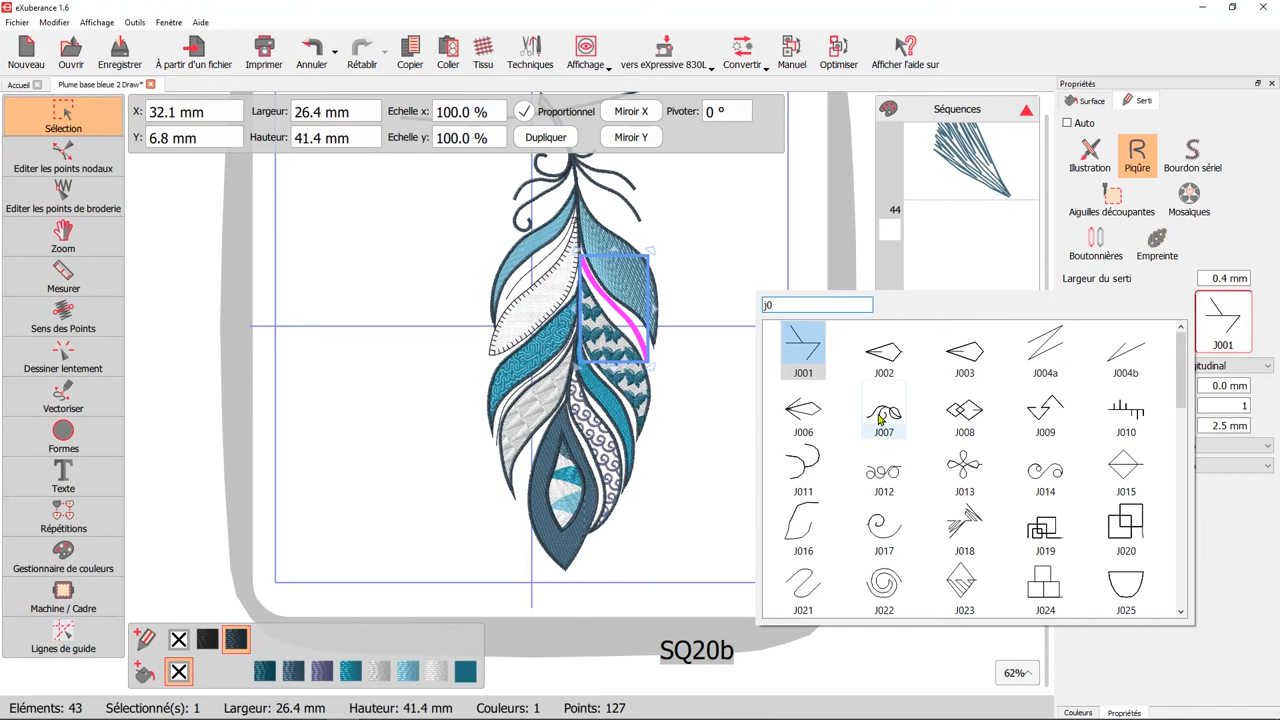 eXuberance 1.6
Fichier Modifier Affichage Outils Fenêtre Aide
Nouveau Ouvrir Enregistrer À partir d'un fichier Imprimer Annuler Rétablir Copier Coller Tissu Techniques Affichage vers eXpressive 830L Convertir Manuel Optimiser Afficher l'aide sur
Accueil Plume base bleue 2 Draw*
Propriétés
Surface Serti
Sélection
X: 32.1 mm Largeur: 26.4 mm Echelle x: 100.0 % Proportionnel Miroir X Pivoter: 0 °
Y: 6.8 mm Hauteur: 41.4 mm Echelle y: 100.0 % Dupliquer Miroir Y
Séquences
44
Auto
Illustration Piqûre Bourdon sériel
Aiguilles découpantes Mosaïques
Boutonnières Empreinte
Largeur du serti 0.4 mm
J001
itudinal
0.0 mm
1
2.5 mm
Editer les points nodaux
Editer les points de broderie
Zoom
Mesurer
Sens des Points
Dessiner lentement
Vectoriser
Formes
Texte
Répétitions
Gestionnaire de couleurs
Machine / Cadre
Lignes de guide
j0
J001 J002 J003 J004a J004b
J006 J007 J008 J009 J010
J011 J012 J013 J014 J015
J016 J017 J018 J019 J020
J021 J022 J023 J024 J025
SQ20b
62%
Eléments: 43 Sélectionné(s): 1 Largeur: 26.4 mm Hauteur: 41.4 mm Couleurs: 1 Points: 127
Couleurs Propriétés